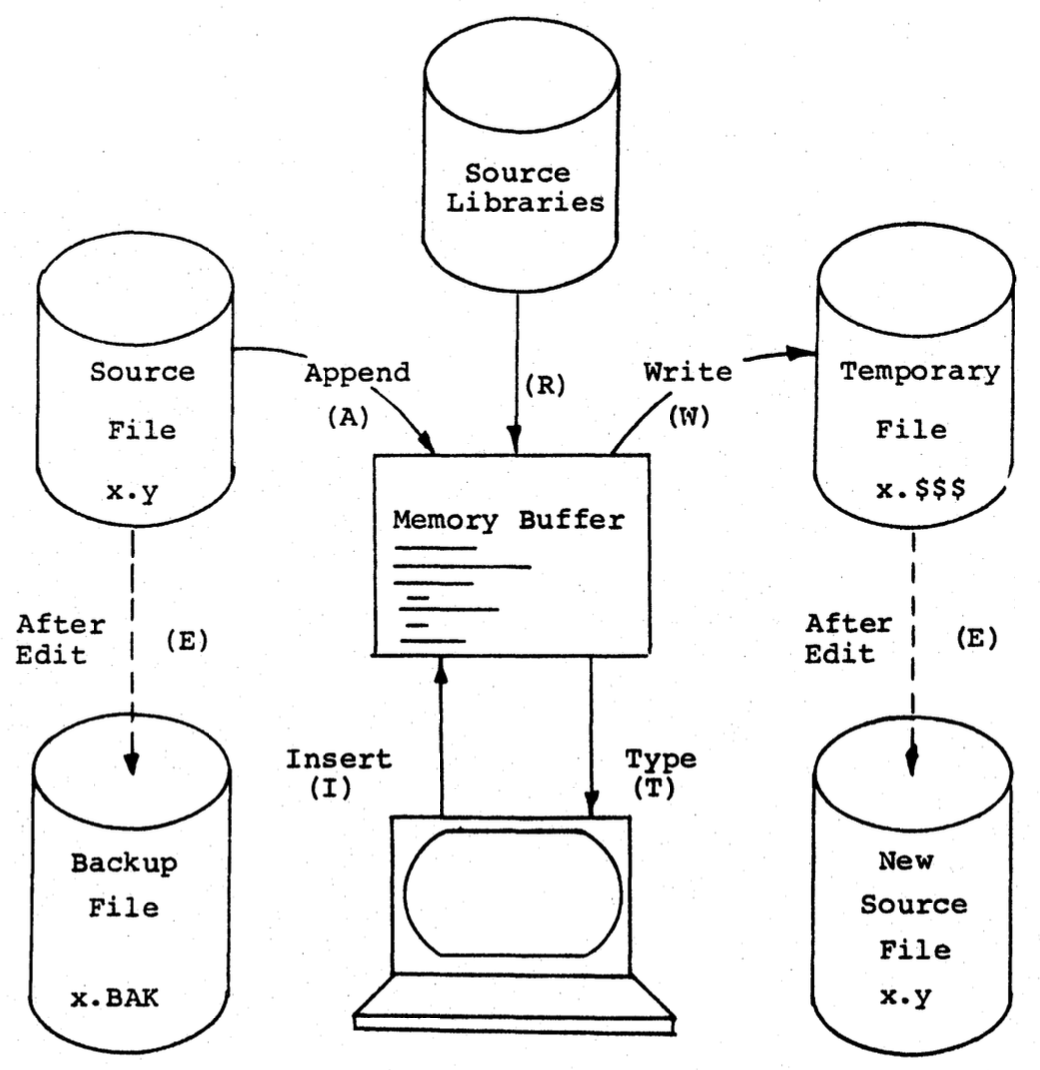 Source
Libraries
Source
File
x.y
Append
(A)
(R)
Write
(W)
Temporary
File
x.$$$
Memory Buffer
After
Edit
(E)
After
Edit
(E)
Insert
(I)
Type
(T)
Backup
File
x.BAK
New
Source
File
x.y